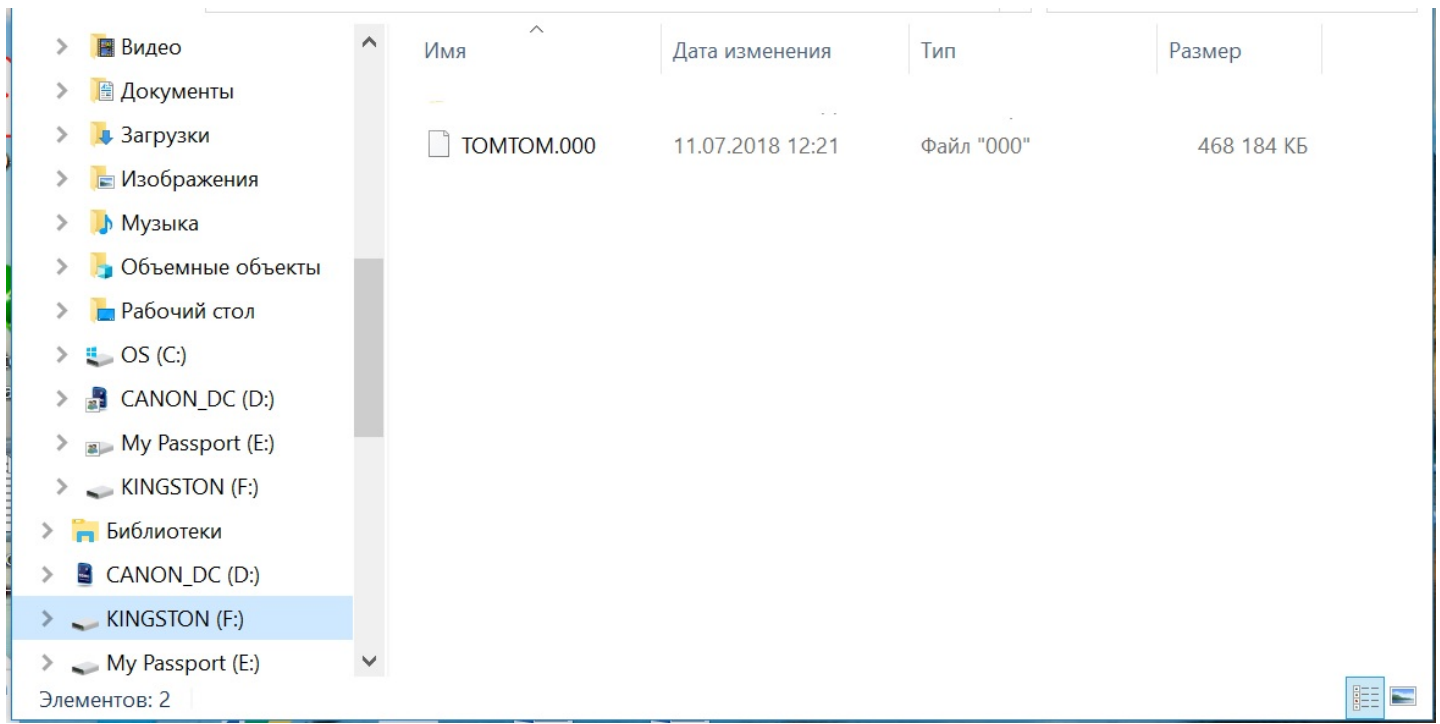 Имя Дата изменения Тип Размер
TOMTOM.000 11.07.2018 12:21 Файл "000" 468 184 КБ
Видео
Документы
Загрузки
Изображения
Музыка
Объемные объекты
Рабочий стол
OS (C:)
CANON_DC (D:)
My Passport (E:)
KINGSTON (F:)
Библиотеки
CANON_DC (D:)
KINGSTON (F:)
My Passport (E:)
Элементов: 2